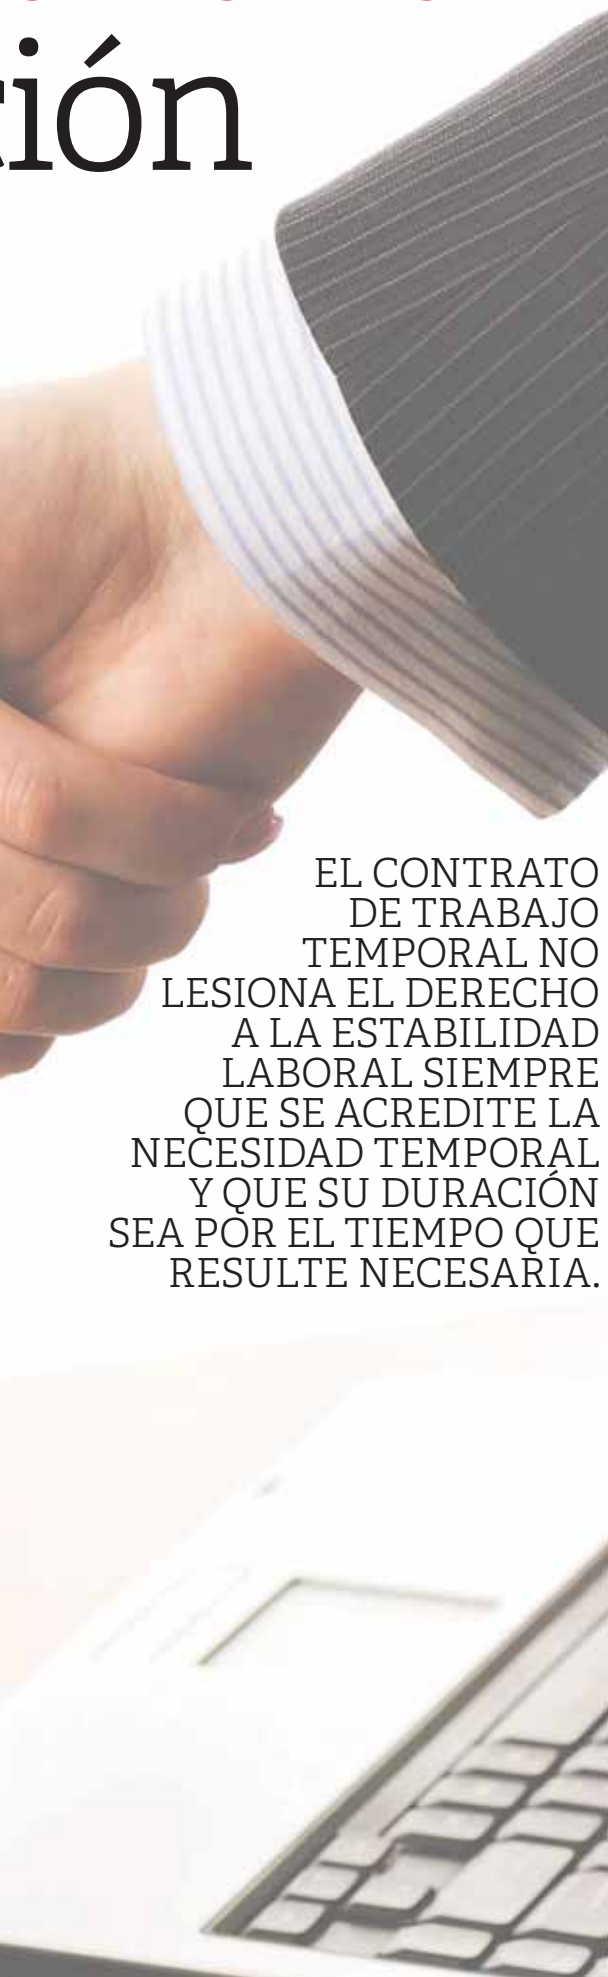 ción
EL CONTRATO
DE TRABAJO
TEMPORAL NO
LESIONA EL DERECHO
A LA ESTABILIDAD
LABORAL SIEMPRE
QUE SE ACREDITE LA
NECESIDAD TEMPORAL
Y QUE SU DURACIÓN
SEA POR EL TIEMPO QUE
RESULTE NECESARIA.